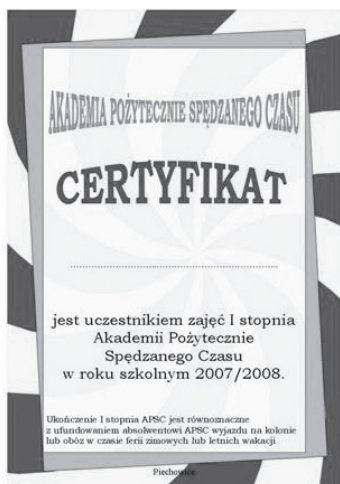 AKADEMIA POŻYTECZNIE SPĘDZANEGO CZASU
CERTYFIKAT
........................................................
jest uczestnikiem zajęć I stopnia
Akademii Pożytecznie
Spędzanego Czasu
w roku szkolnym 2007/2008.
Ukończenie I stopnia APSC jest równoznaczne
z ufundowaniem absolwentowi APSC wyjazdu na kolonie
lub obóz w czasie ferii zimowych lub letnich wakacji
Piechowice